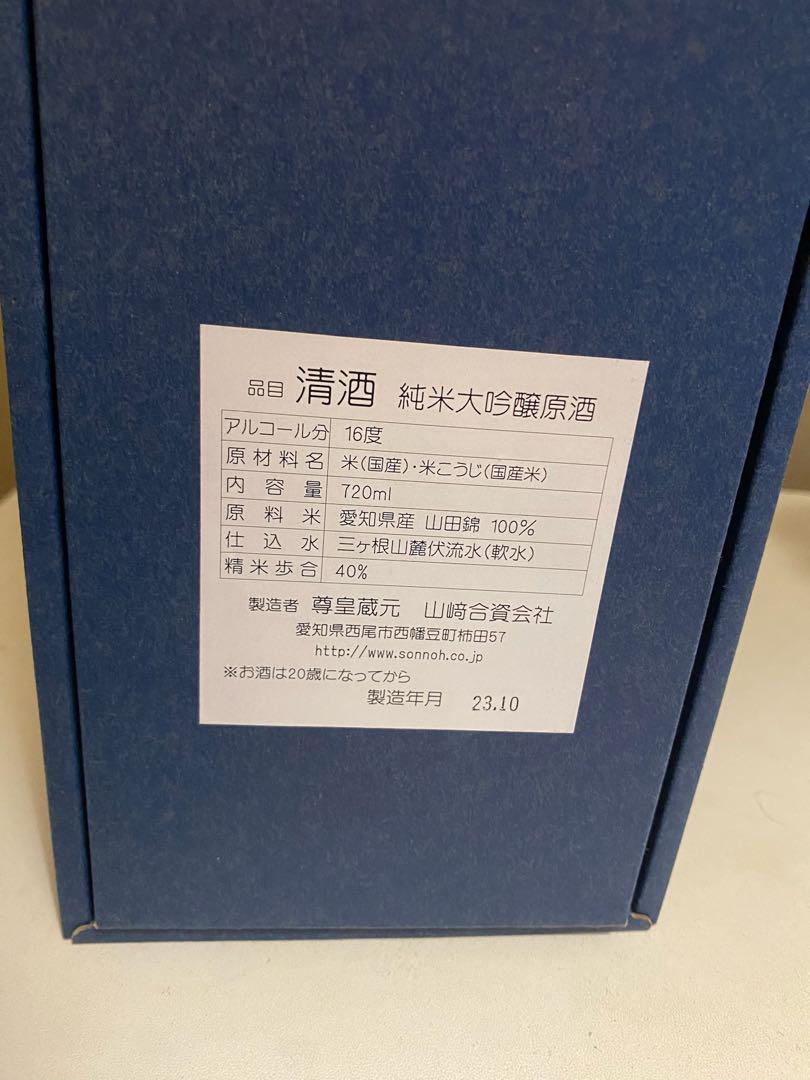 品目 清酒 純米大吟醸原酒
アルコール分 16度
原材料名 米(国産)・米こうじ(国産米)
内容量 720ml
原料米 愛知県産 山田錦 100%
仕込水 三ヶ根山麓伏流水(軟水)
精米歩合 40%
製造者 尊皇蔵元 山﨑合資会社
愛知県西尾市西幡豆町柿田57
http://www.sonnoh.co.jp
※お酒は20歳になってから
製造年月 23.10